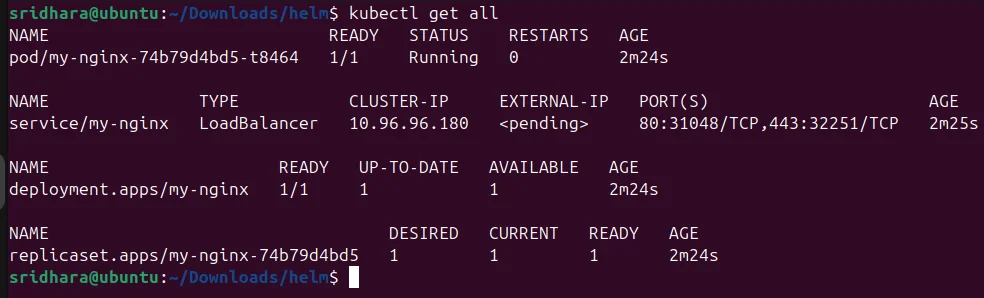 sridhara@ubuntu:~/Downloads/helm$ kubectl get all
NAME READY STATUS RESTARTS AGE
pod/my-nginx-74b79d4bd5-t8464 1/1 Running 0 2m24s
NAME TYPE CLUSTER-IP EXTERNAL-IP PORT(S) AGE
service/my-nginx LoadBalancer 10.96.96.180 <pending> 80:31048/TCP,443:32251/TCP 2m25s
NAME READY UP-TO-DATE AVAILABLE AGE
deployment.apps/my-nginx 1/1 1 1 2m24s
NAME DESIRED CURRENT READY AGE
replicaset.apps/my-nginx-74b79d4bd5 1 1 1 2m24s
sridhara@ubuntu:~/Downloads/helm$